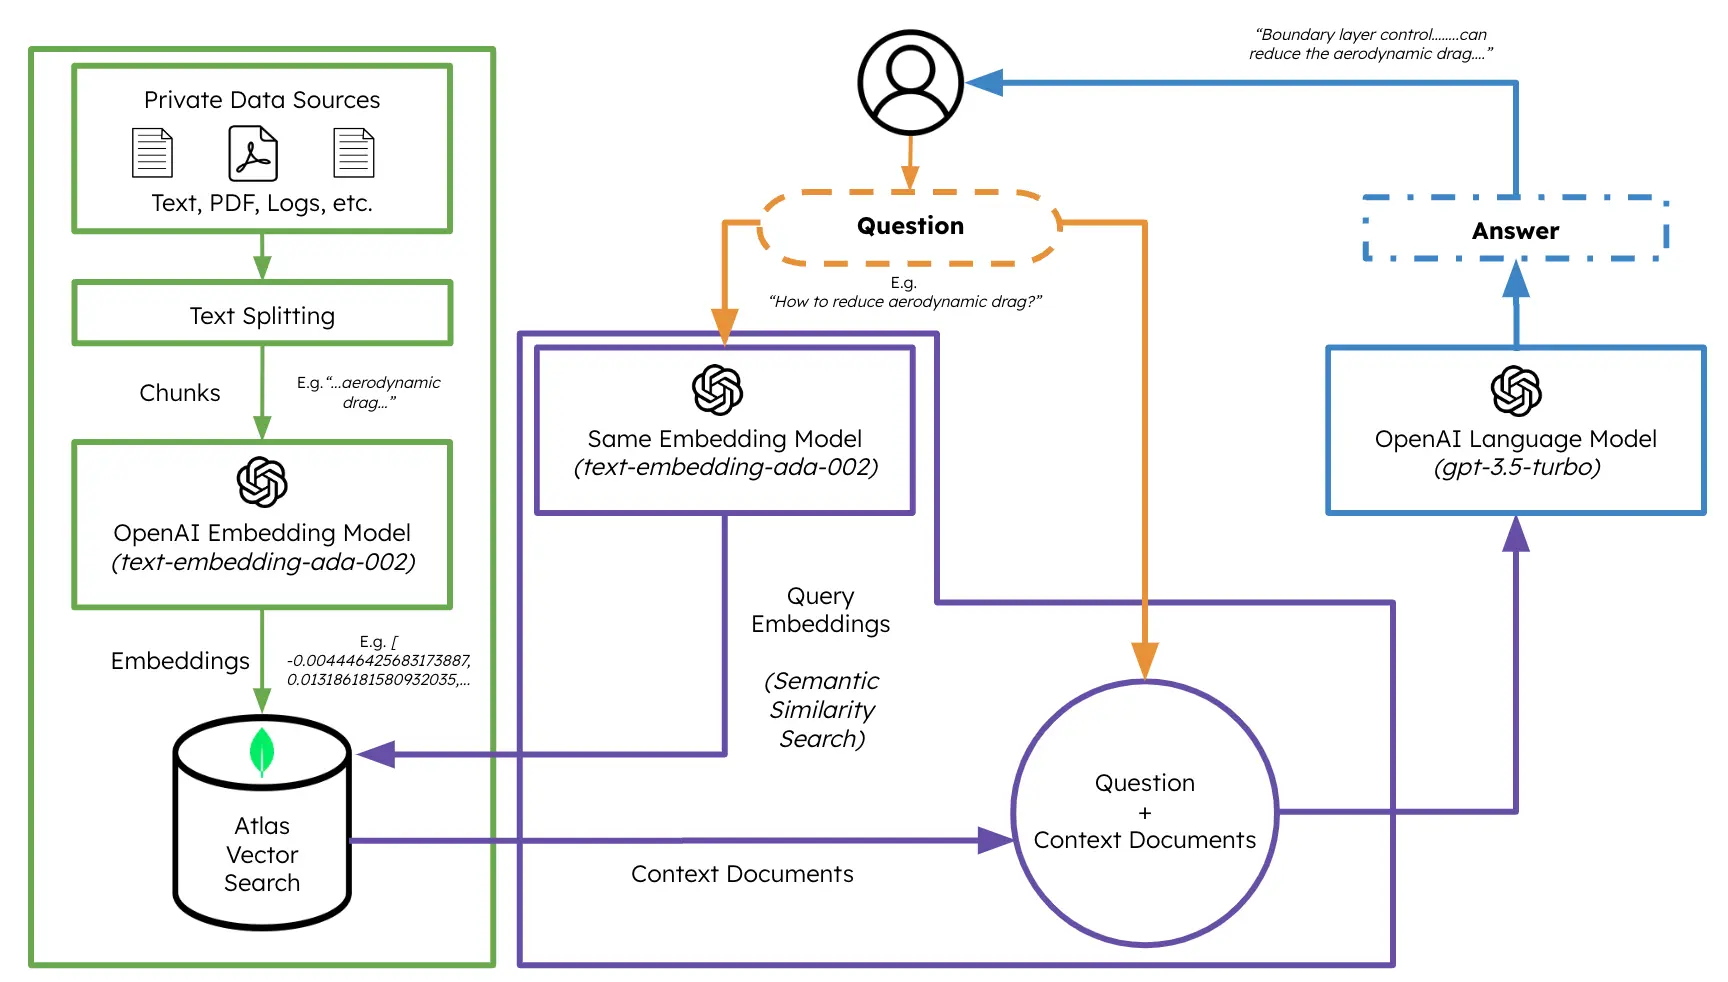 Private Data Sources
Text, PDF, Logs, etc.
Text Splitting
Chunks
E.g.“...aerodynamic
drag...”
OpenAI Embedding Model
(text-embedding-ada-002)
Embeddings
E.g. [
-0.004446425683173887,
0.013186181580932035,...
Atlas
Vector
Search
Question
E.g.
“How to reduce aerodynamic drag?”
Same Embedding Model
(text-embedding-ada-002)
Query
Embeddings
(Semantic
Similarity
Search)
Context Documents
Question
+
Context Documents
OpenAI Language Model
(gpt-3.5-turbo)
Answer
“Boundary layer control........can
reduce the aerodynamic drag....”